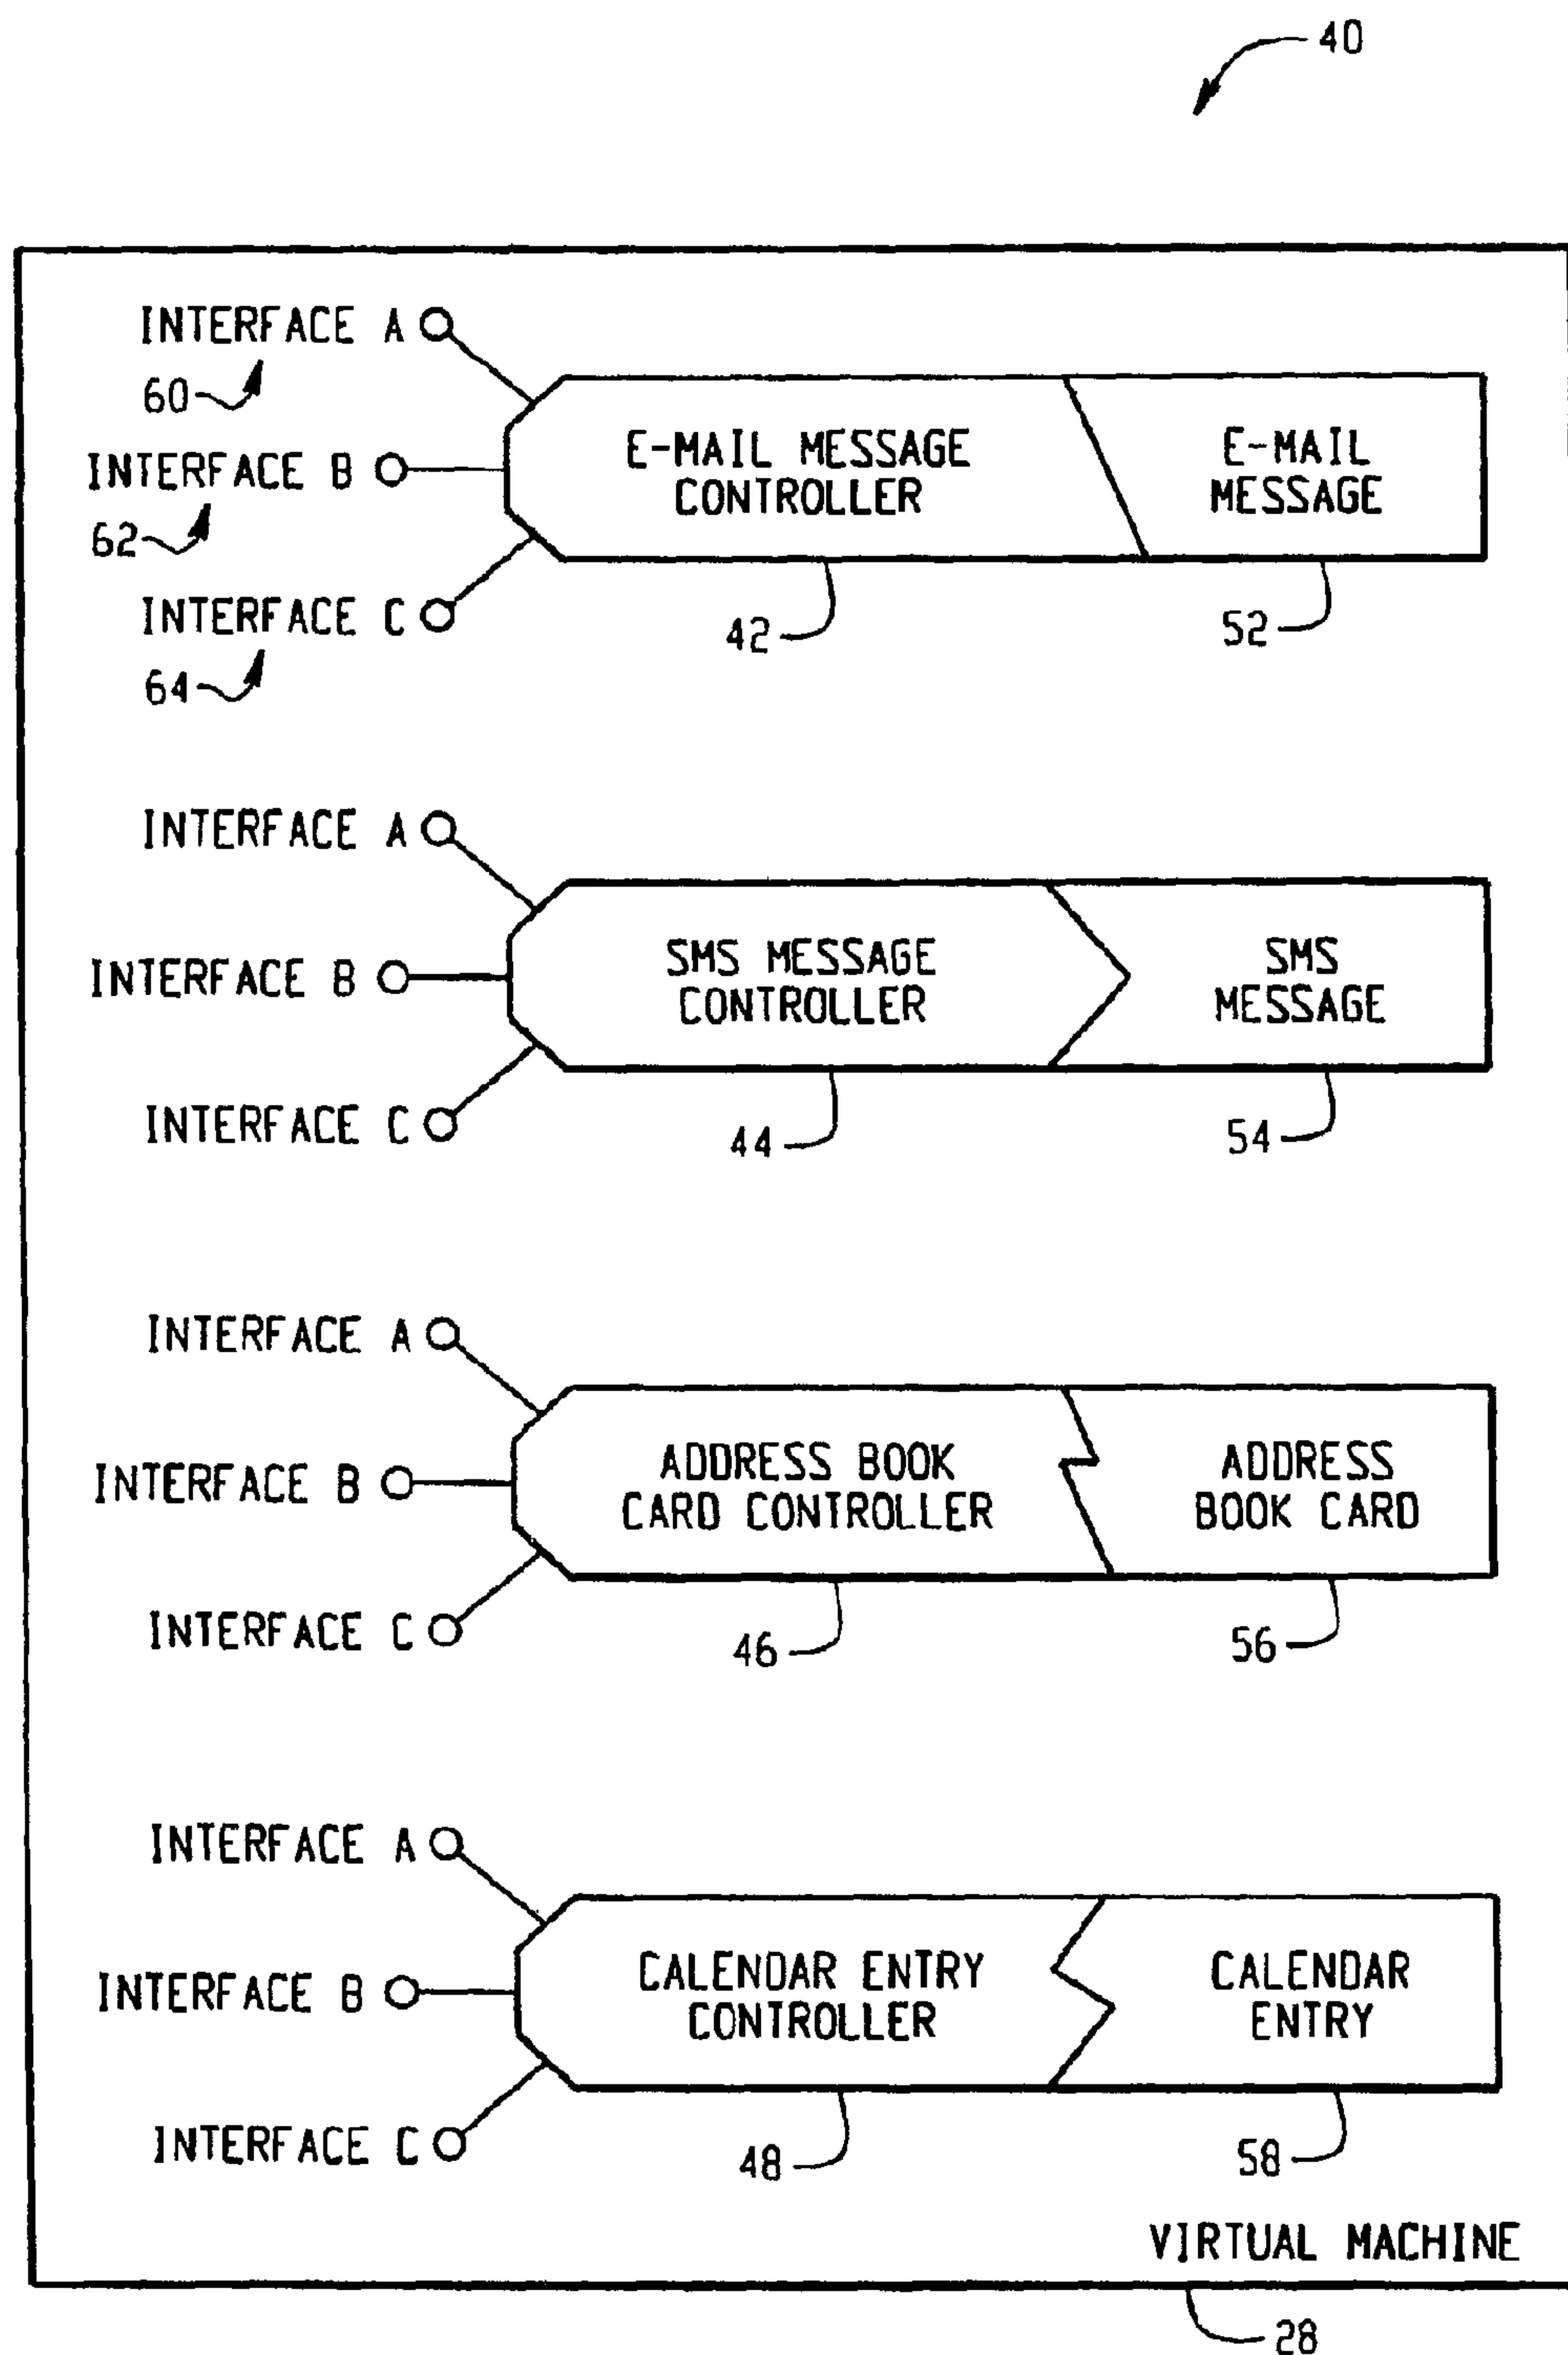 40
INTERFACE A
60
INTERFACE B
62
INTERFACE C
64
E-MAIL MESSAGE
CONTROLLER
E-MAIL
MESSAGE
42
52
INTERFACE A
INTERFACE B
INTERFACE C
SMS MESSAGE
CONTROLLER
SMS
MESSAGE
44
54
INTERFACE A
INTERFACE B
INTERFACE C
ADDRESS BOOK
CARD CONTROLLER
ADDRESS
BOOK CARD
46
56
INTERFACE A
INTERFACE B
INTERFACE C
CALENDAR ENTRY
CONTROLLER
CALENDAR
ENTRY
48
58
VIRTUAL MACHINE
28